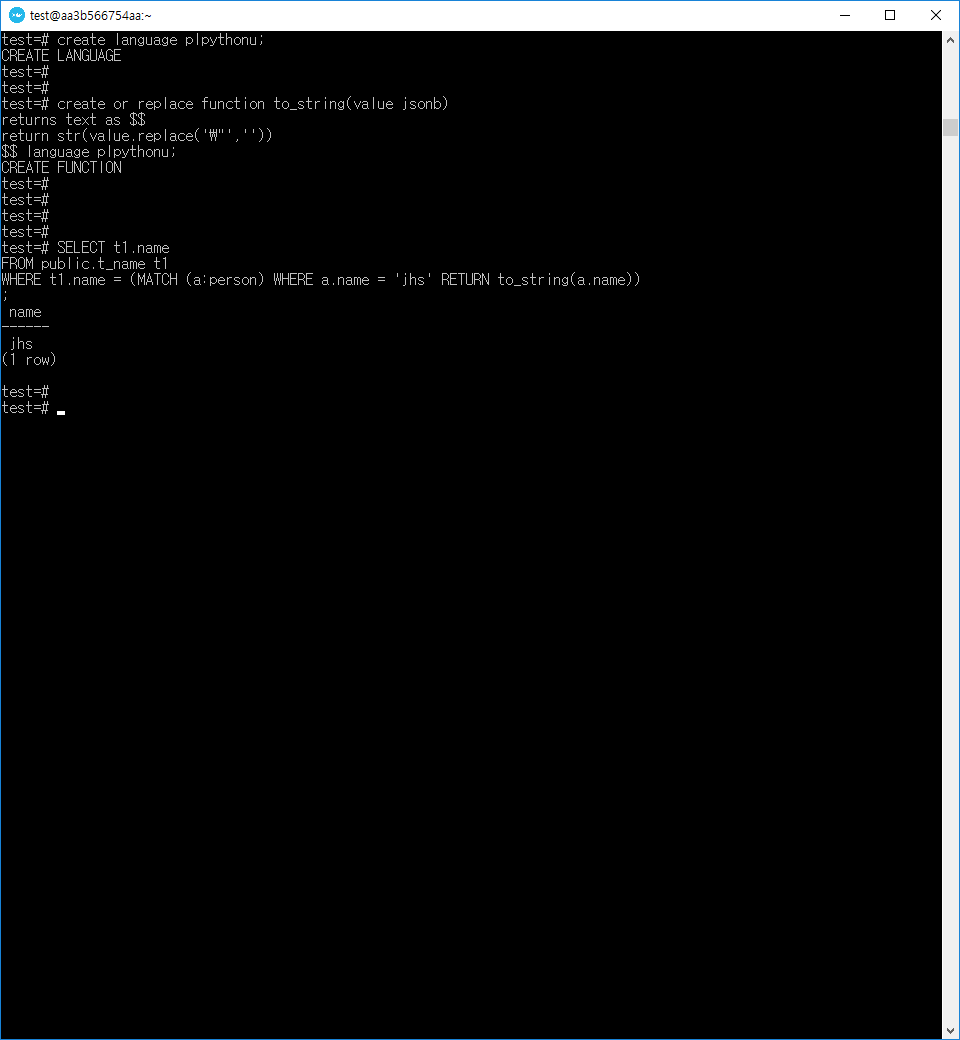 test@aa3b566754aa:~
test=# create language plpythonu;
CREATE LANGUAGE
test=#
test=#
test=# create or replace function to_string(value jsonb)
returns text as $$
return str(value.replace('₩"',''))
$$ language plpythonu;
CREATE FUNCTION
test=#
test=#
test=#
test=#
test=# SELECT t1.name
FROM public.t_name t1
WHERE t1.name = (MATCH (a:person) WHERE a.name = 'jhs' RETURN to_string(a.name))
;
name
------
jhs
(1 row)
test=#
test=#